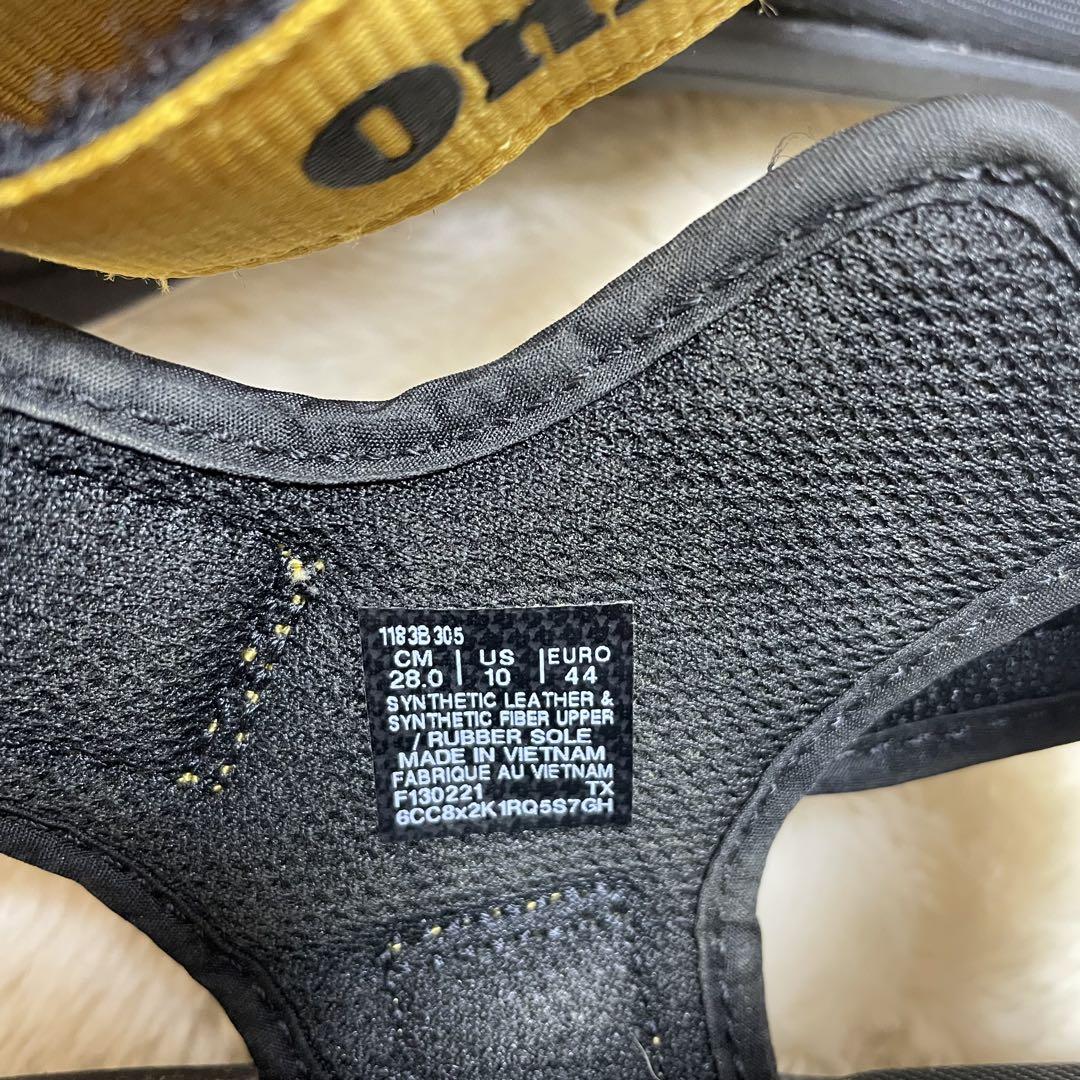 Oni
1183B305
CM | US | EURO
28.0 | 10 | 44
SYNTHETIC LEATHER &
SYNTHETIC FIBER UPPER
/ RUBBER SOLE
MADE IN VIETNAM
FABRIQUE AU VIETNAM
F130221 TX
6CC8x2K1RQ5S7GH